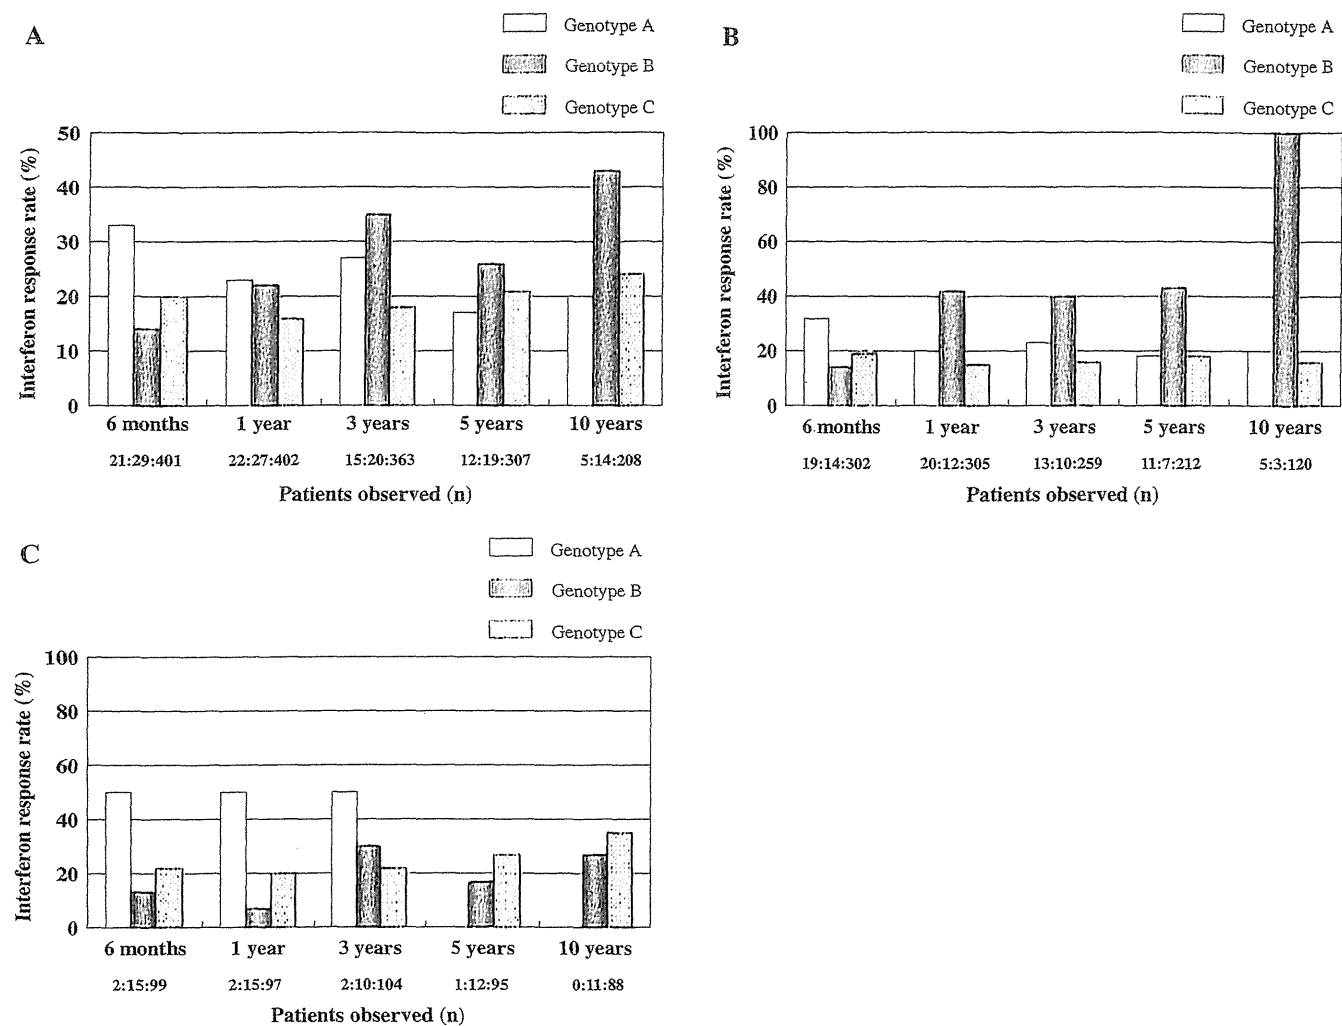 A
Genotype A
Genotype B
Genotype C
Interferon response rate (%)
50
40
30
20
10
0
6 months 1 year 3 years 5 years 10 years
21:29:401 22:27:402 15:20:363 12:19:307 5:14:208
Patients observed (n)
B
Genotype A
Genotype B
Genotype C
Interferon response rate (%)
100
80
60
40
20
0
6 months 1 year 3 years 5 years 10 years
19:14:302 20:12:305 13:10:259 11:7:212 5:3:120
Patients observed (n)
C
Genotype A
Genotype B
Genotype C
Interferon response rate (%)
100
80
60
40
20
0
6 months 1 year 3 years 5 years 10 years
2:15:99 2:15:97 2:10:104 1:12:95 0:11:88
Patients observed (n)